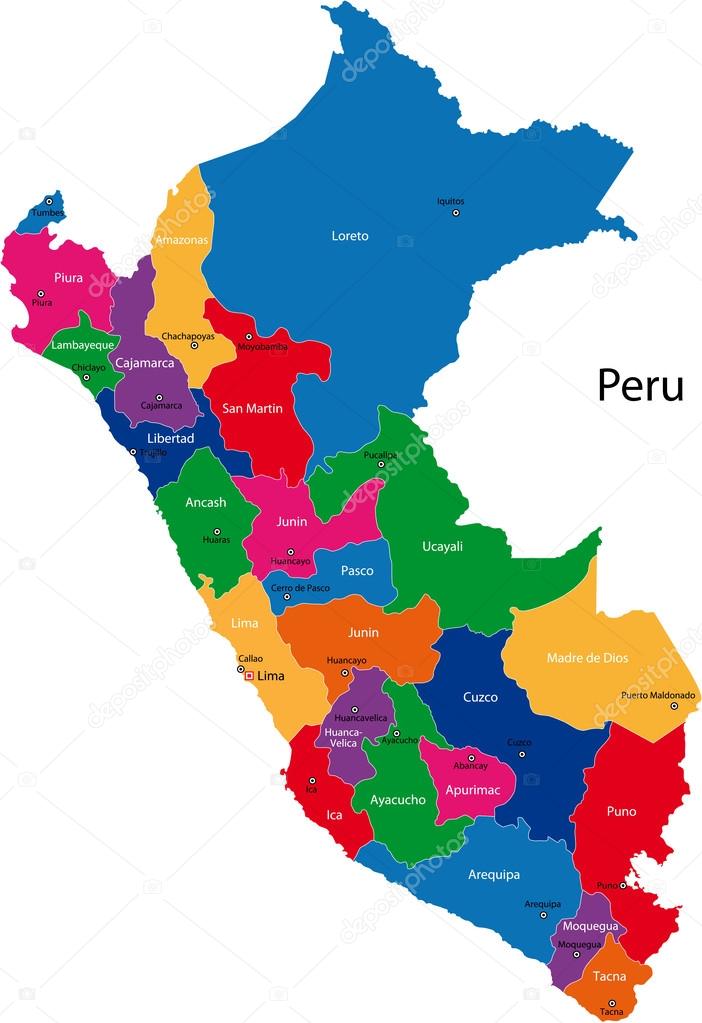 Iquitos
Loreto
Tumbes
Amazonas
Piura
Piura
Chachapoyas
Moyobamba
Lambayeque
Cajamarca
Chiclayo
Cajamarca
Peru
San Martin
Libertad
Trujillo
Pucallpa
Ancash
Junin
Huaras
Ucayali
Huancayo
Pasco
Cerro de Pasco
Lima
Junin
Callao
Huancayo
Lima
Madre de Dios
Puerto Maldonado
Cuzco
Huancavelica
Huanca-
Velica
Ayacucho
Cuzco
Abancay
Ica
Apurimac
Ayacucho
Ica
Puno
Arequipa
Puno
Arequipa
Moquegua
Moquegua
Tacna
Tacna
depositphotos
depositphotos
depositphotos
depositphotos
depositphotos
depositphotos
depositphotos
depositphotos